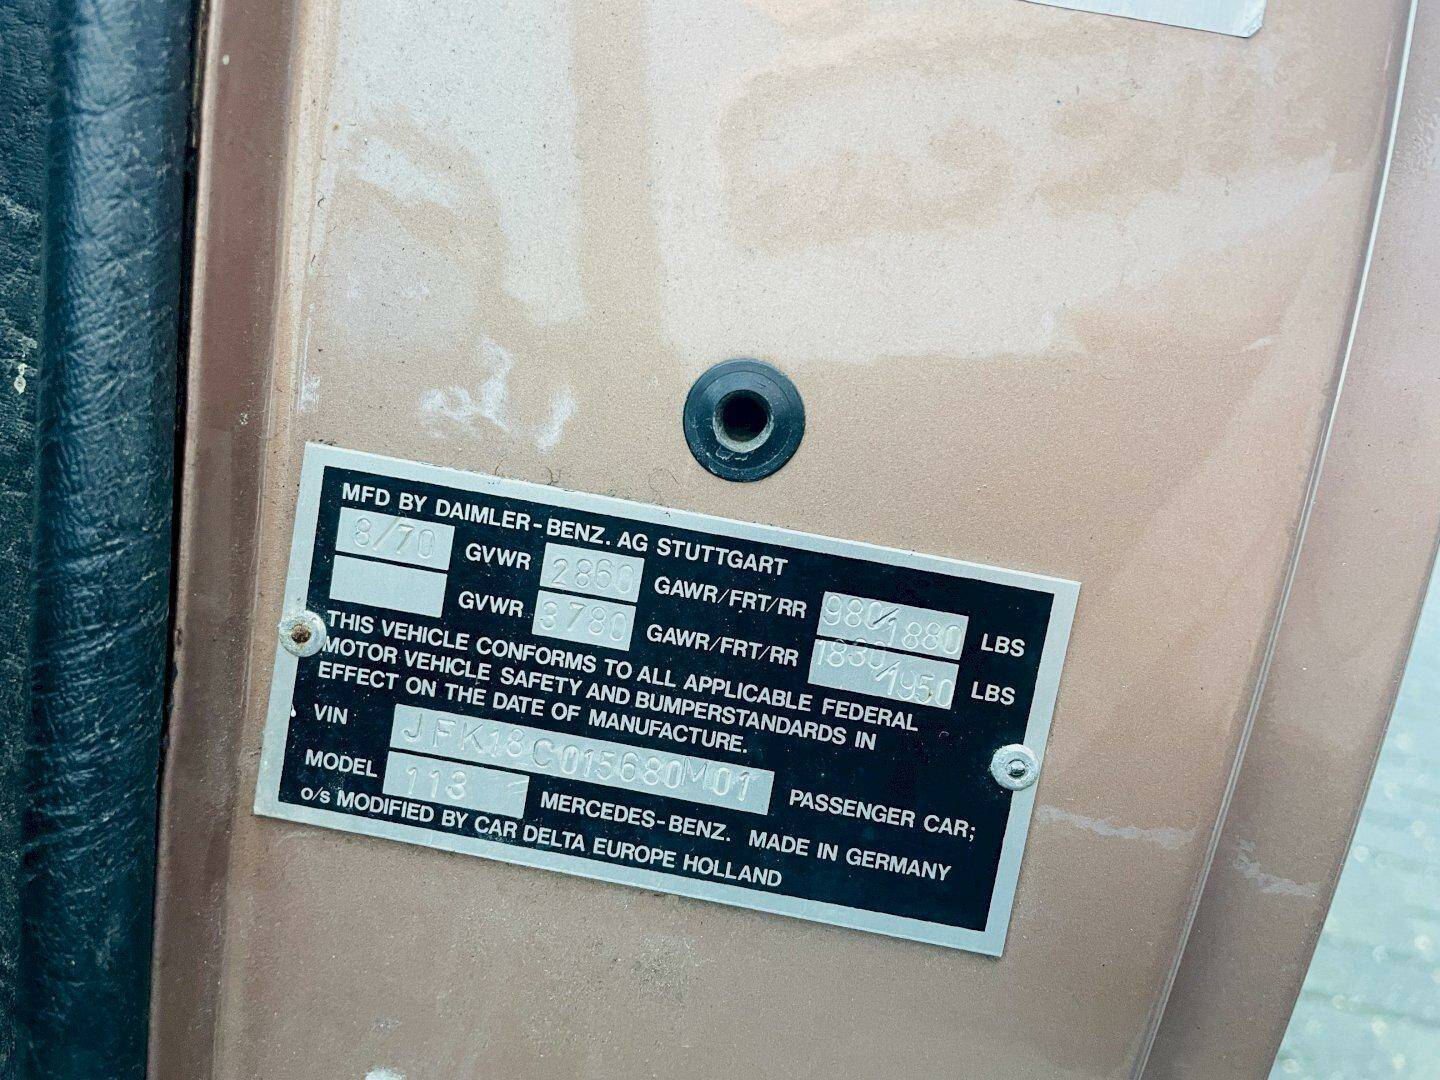 MFD BY DAIMLER-BENZ. AG STUTTGART
8/70 GVWR 2860 GAWR/FRT/RR 980/1880 LBS
GVWR 3780 GAWR/FRT/RR 1830/1950 LBS
THIS VEHICLE CONFORMS TO ALL APPLICABLE FEDERAL
MOTOR VEHICLE SAFETY AND BUMPERSTANDARDS IN
EFFECT ON THE DATE OF MANUFACTURE.
VIN JFK18C015680M01 PASSENGER CAR;
MODEL 113 MERCEDES-BENZ. MADE IN GERMANY
o/s MODIFIED BY CAR DELTA EUROPE HOLLAND